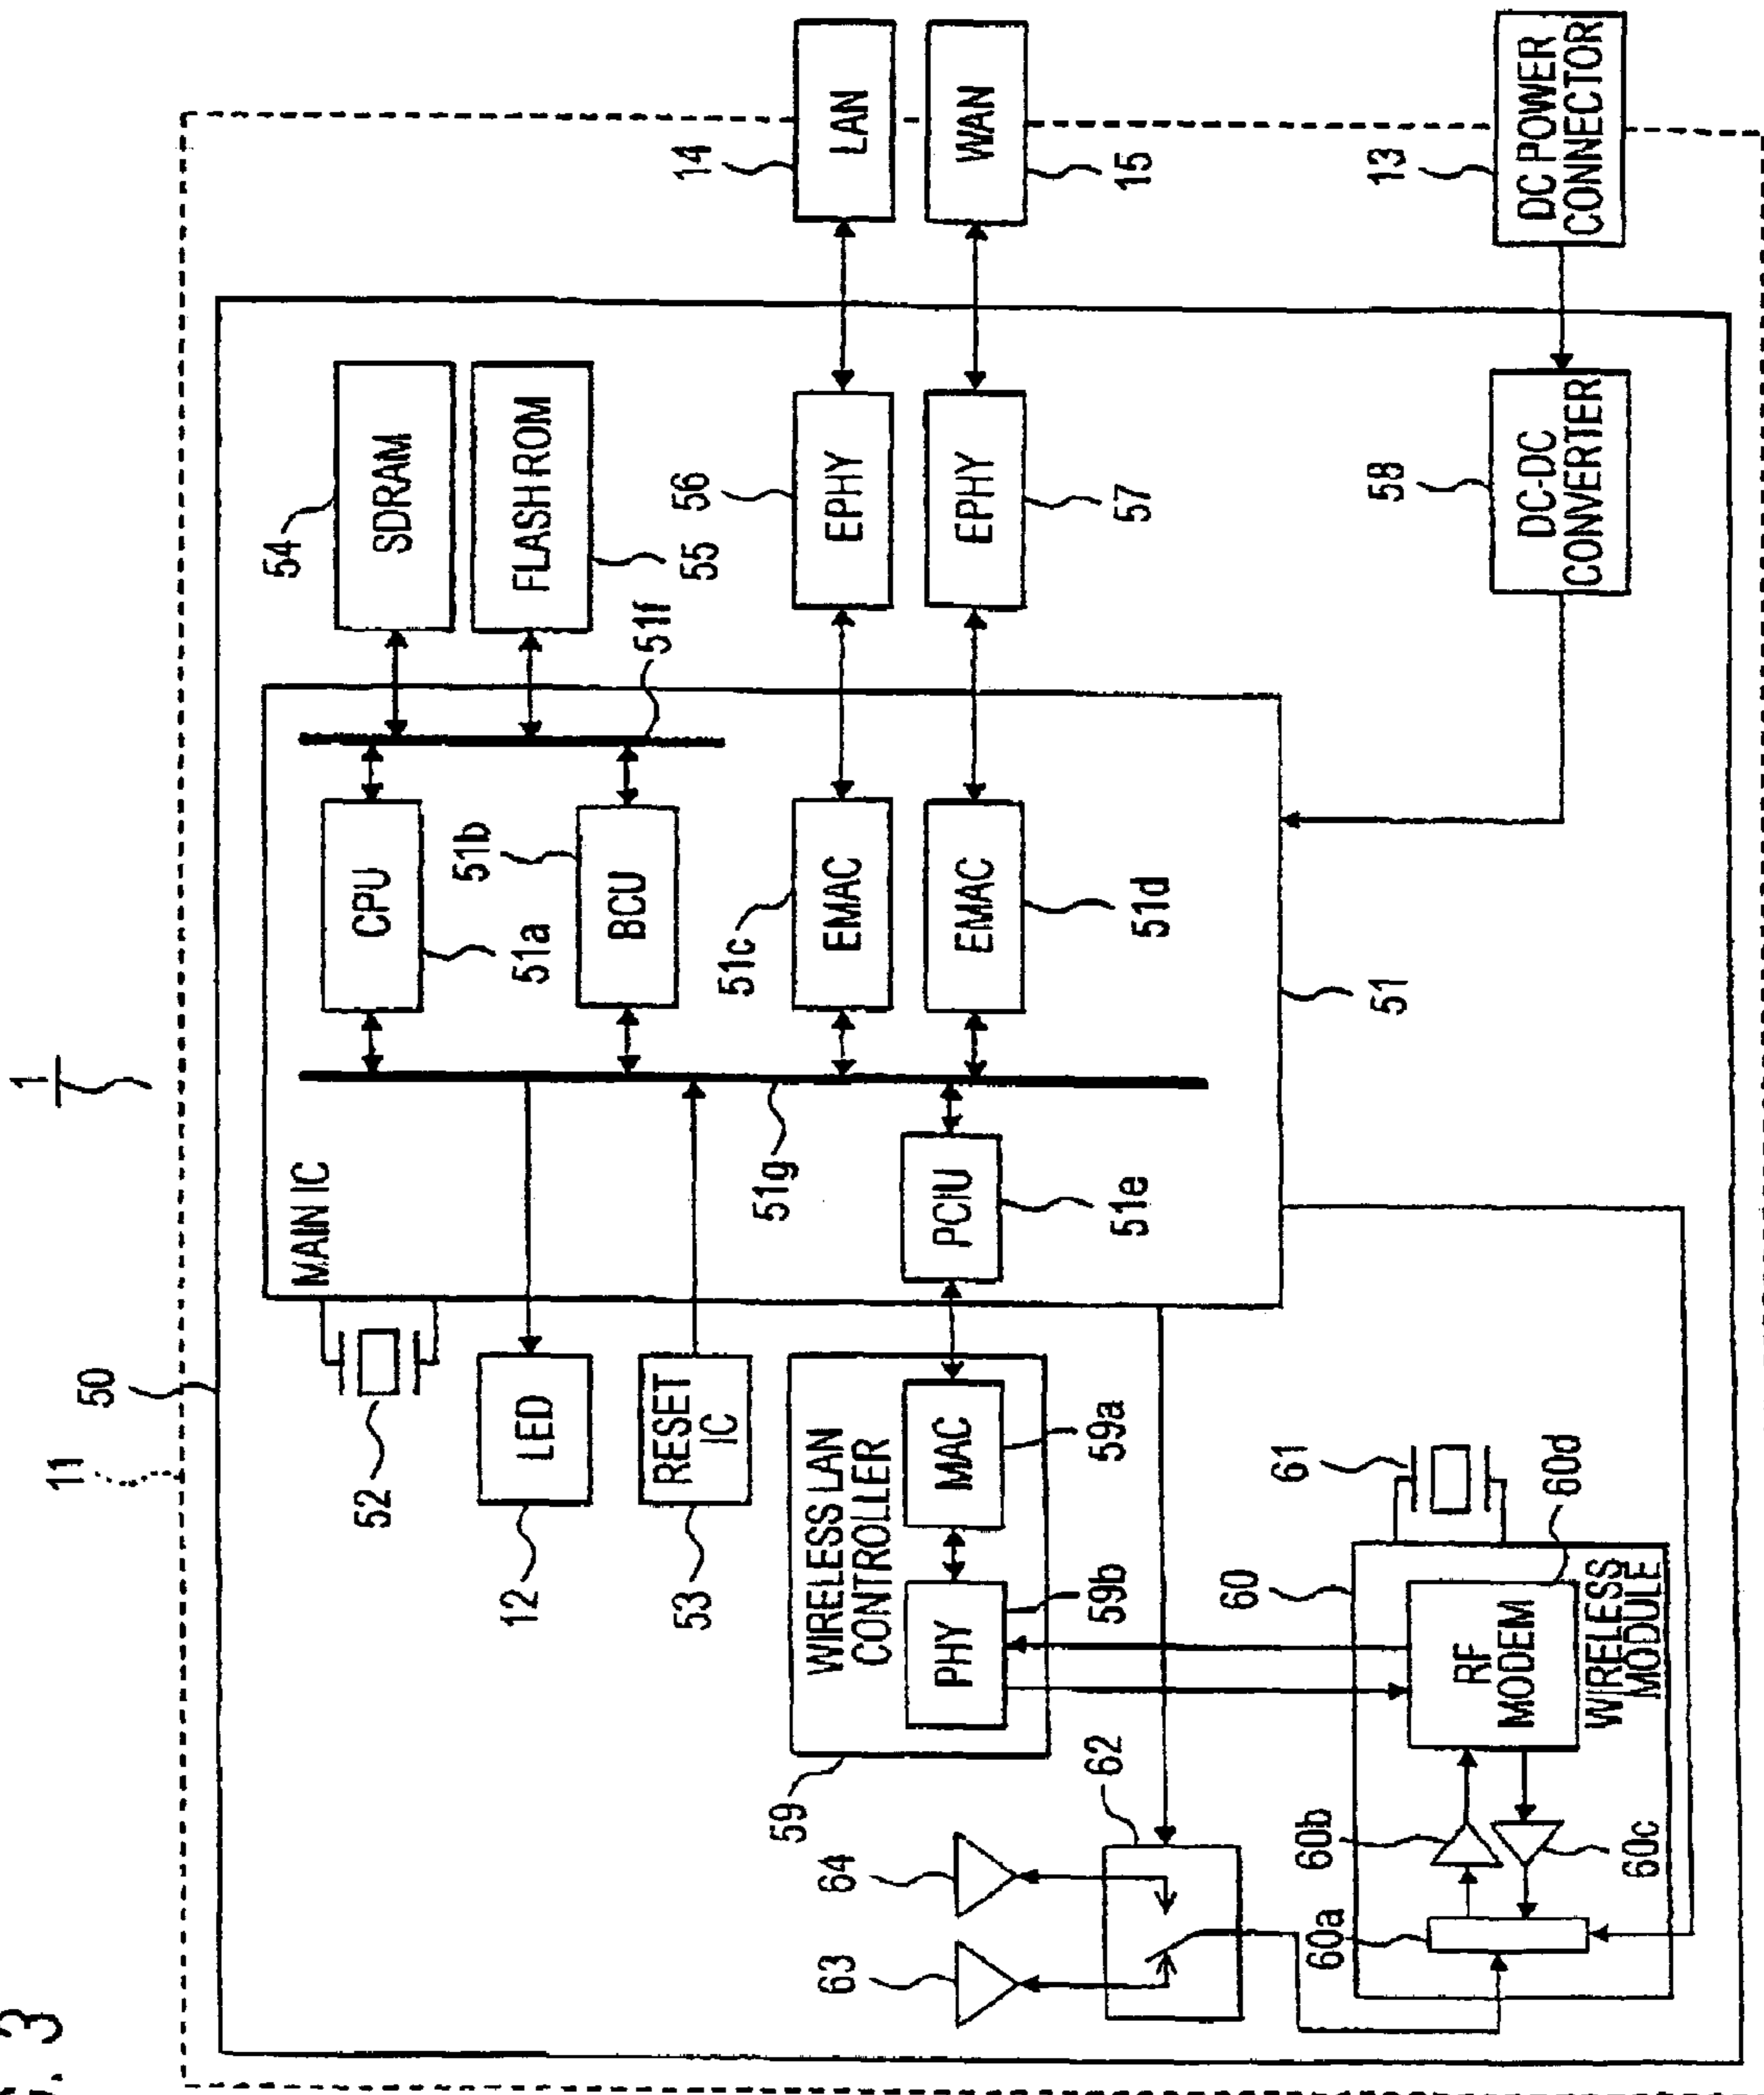 1
11
50
MAIN IC
52
LED
12
RESET
IC
53
CPU
51a
BCU
51b
51f
51g
SDRAM
54
FLASH ROM
55
EMAC
51c
EMAC
51d
EPHY
56
EPHY
57
LAN
14
WAN
15
PCIU
51e
51
WIRELESS LAN
CONTROLLER
MAC
59a
PHY
59b
59
DC-DC
CONVERTER
58
DC POWER
CONNECTOR
13
63
64
62
60
61
RF
MODEM
60d
WIRELESS
MODULE
60b
60c
60a
3